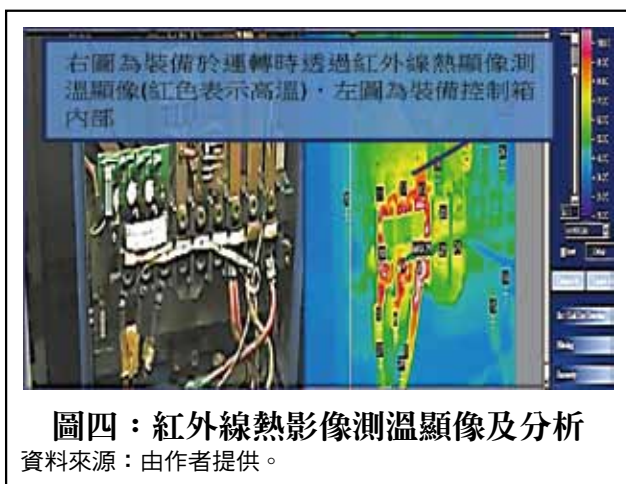 右圖為裝備於運轉時透過紅外線熱顯像測
溫顯像(紅色表示高溫)，左圖為裝備控制箱
內部
圖四：紅外線熱影像測溫顯像及分析
資料來源：由作者提供。